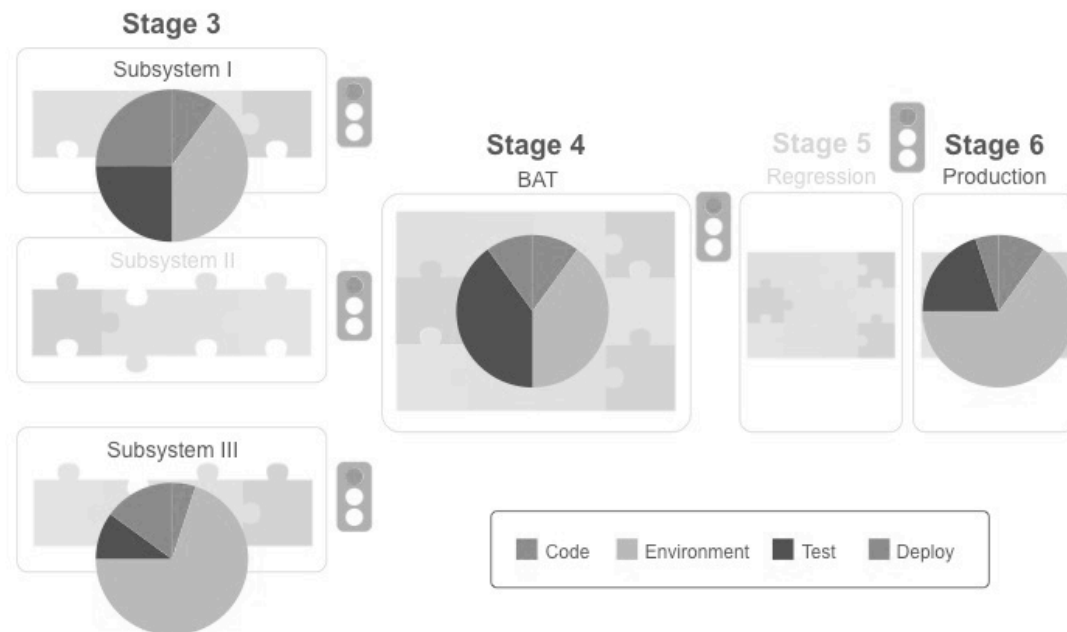 Stage 3
Subsystem I
Subsystem II
Subsystem III
Stage 4
BAT
Stage 5
Regression
Stage 6
Production
Code
Environment
Test
Deploy